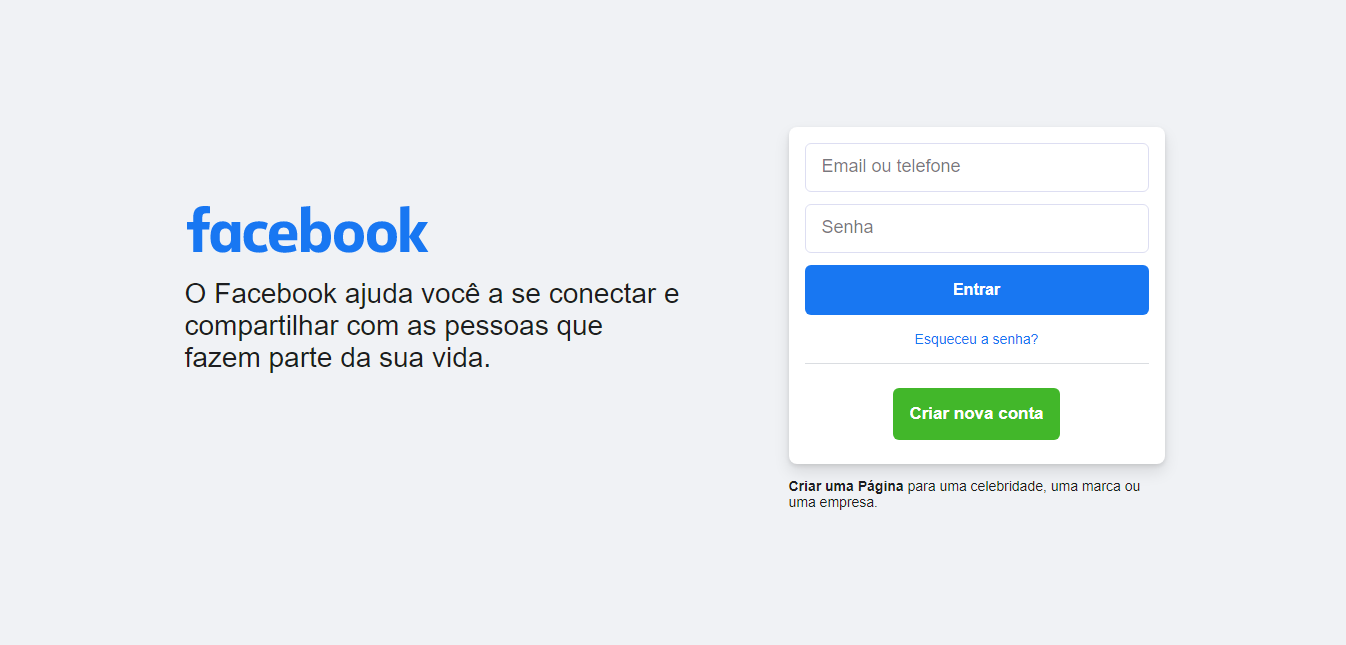 facebook
O Facebook ajuda você a se conectar e
compartilhar com as pessoas que
fazem parte da sua vida.
Email ou telefone
Senha
Entrar
Esqueceu a senha?
Criar nova conta
Criar uma Página para uma celebridade, uma marca ou
uma empresa.